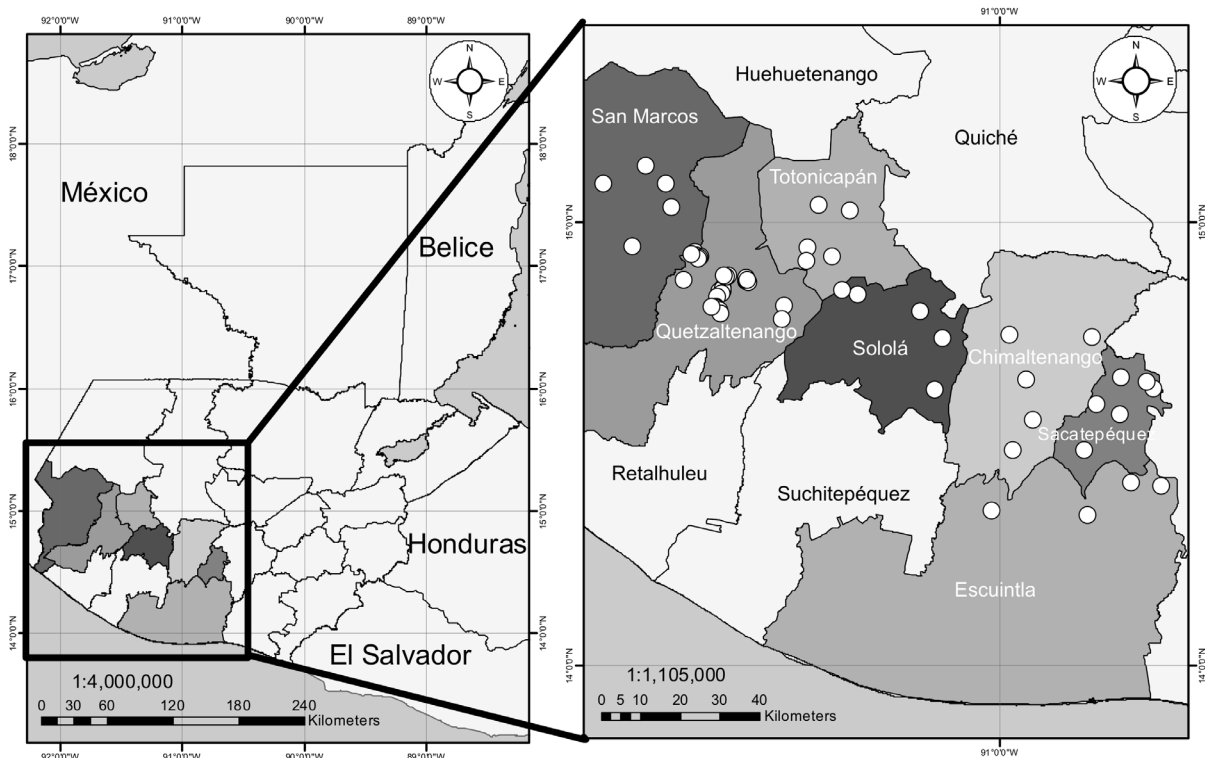 92°0'0"W 91°0'0"W 90°0'0"W 89°0'0"W
18°0'0"N
17°0'0"N
16°0'0"N
15°0'0"N
14°0'0"N
N
W E
S
México
Belice
Honduras
El Salvador
1:4,000,000
0 30 60 120 180 240
Kilometers
92°0'0"W 91°0'0"W 90°0'0"W 89°0'0"W
18°0'0"N
17°0'0"N
16°0'0"N
15°0'0"N
14°0'0"N
91°0'0"W
N
W E
S
Huehuetenango
San Marcos
Quiché
Totonicapán
15°0'0"N
15°0'0"N
Quetzaltenango
Sololá
Chimaltenango
Sacatepéquez
Retalhuleu
Suchitepéquez
Escuintla
14°0'0"N
14°0'0"N
1:1,105,000
0 5 10 20 30 40
Kilometers
91°0'0"W